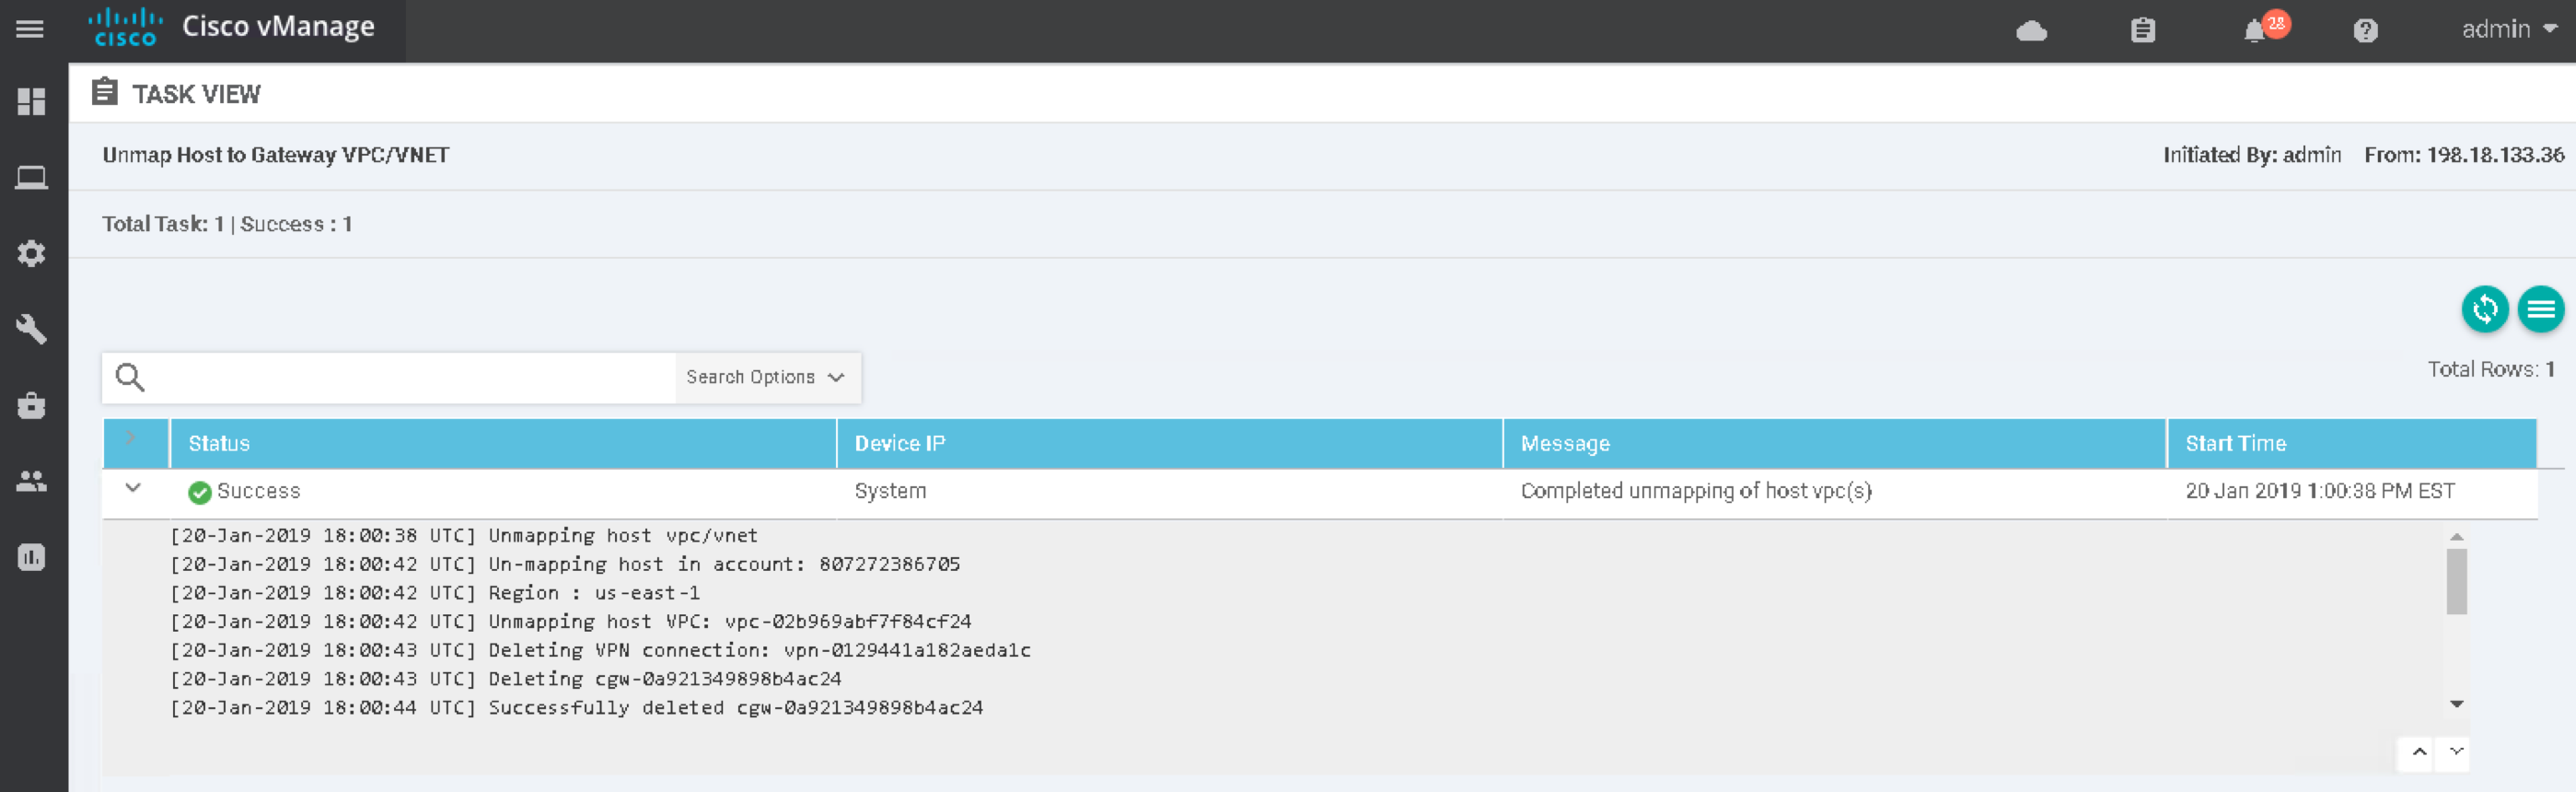 CISCO Cisco vManage 28 admin
TASK VIEW
Unmap Host to Gateway VPC/VNET Initiated By: admin From: 198.18.133.36
Total Task: 1 | Success : 1
Search Options
Total Rows: 1
Status Device IP Message Start Time
Success System Completed unmapping of host vpc(s) 20 Jan 2019 1:00:38 PM EST
[20-Jan-2019 18:00:38 UTC] Unmapping host vpc/vnet
[20-Jan-2019 18:00:42 UTC] Un-mapping host in account: 807272386705
[20-Jan-2019 18:00:42 UTC] Region : us-east-1
[20-Jan-2019 18:00:42 UTC] Unmapping host VPC: vpc-02b969abf7f84cf24
[20-Jan-2019 18:00:43 UTC] Deleting VPN connection: vpn-0129441a182aeda1c
[20-Jan-2019 18:00:43 UTC] Deleting cgw-0a921349898b4ac24
[20-Jan-2019 18:00:44 UTC] Successfully deleted cgw-0a921349898b4ac24